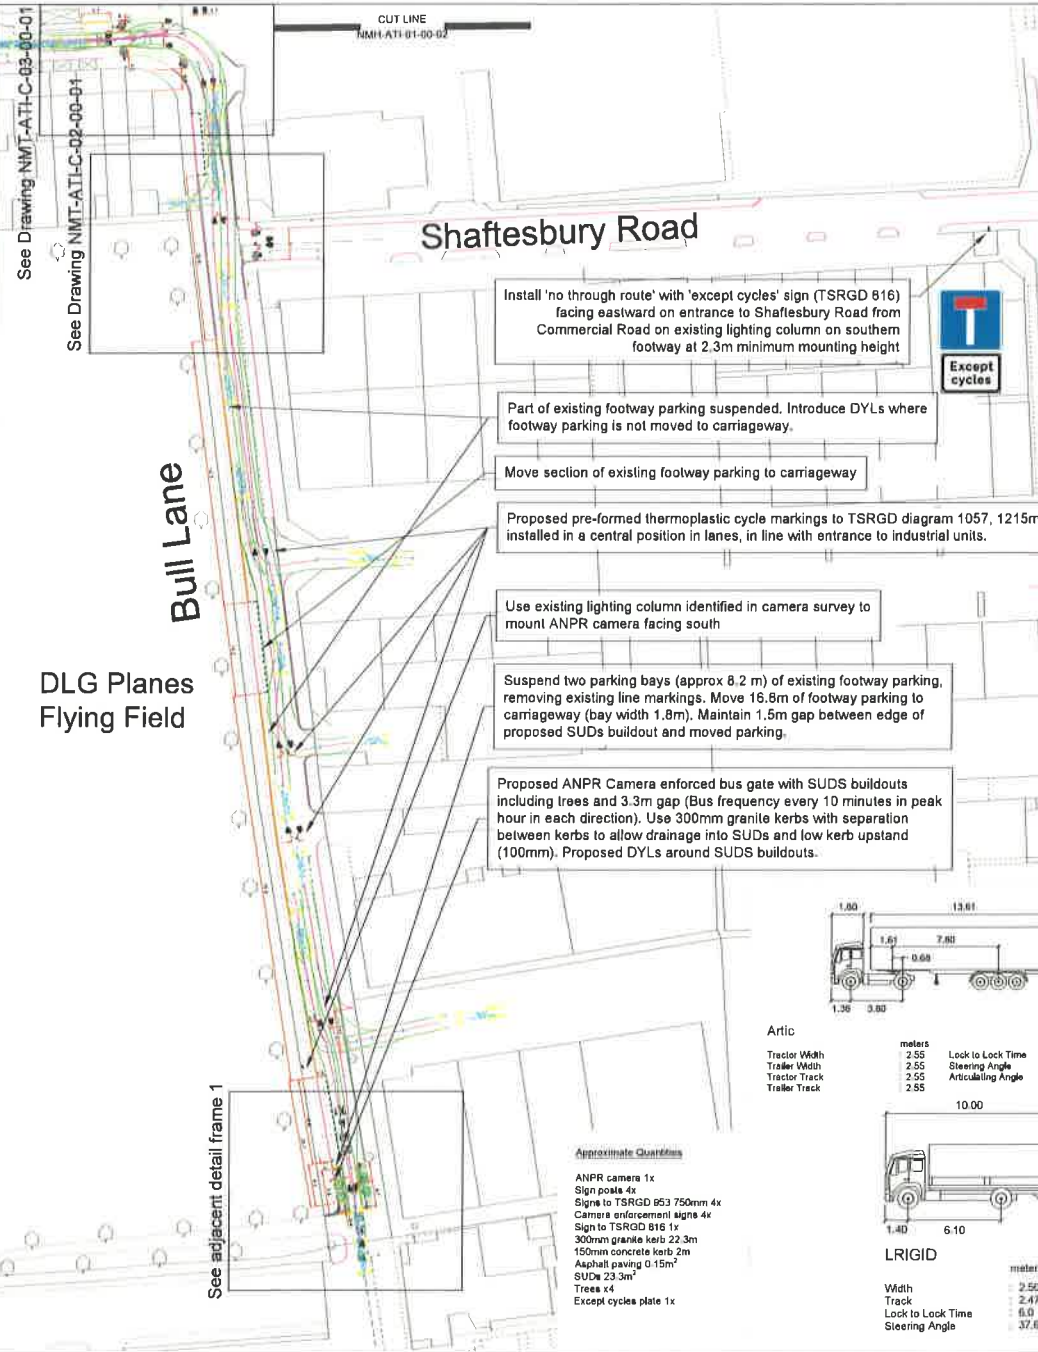 CUT LINE
NMH-ATI-01-00-02
See Drawing NMT-ATI-C-03-00-01
See Drawing NMT-ATI-C-02-00-01
Shaftesbury Road
Install 'no through route' with 'except cycles' sign (TSRGD 816)
facing eastward on entrance to Shaftesbury Road from
Commercial Road on existing lighting column on southern
footway at 2.3m minimum mounting height
Except
cycles
Part of existing footway parking suspended. Introduce DYLs where
footway parking is not moved to carriageway.
Move section of existing footway parking to carriageway
Proposed pre-formed thermoplastic cycle markings to TSRGD diagram 1057, 1215m
installed in a central position in lanes, in line with entrance to industrial units.
Bull Lane
Use existing lighting column identified in camera survey to
mount ANPR camera facing south
DLG Planes
Flying Field
Suspend two parking bays (approx 8.2 m) of existing footway parking,
removing existing line markings. Move 16.8m of footway parking to
carriageway (bay width 1.8m). Maintain 1.5m gap between edge of
proposed SUDs buildout and moved parking.
Proposed ANPR Camera enforced bus gate with SUDS buildouts
including trees and 3.3m gap (Bus frequency every 10 minutes in peak
hour in each direction). Use 300mm granite kerbs with separation
between kerbs to allow drainage into SUDs and low kerb upstand
(100mm). Proposed DYLs around SUDS buildouts.
1.60 13.61
1.61 7.80
0.68
1.36 3.80
Artic
meters
Tractor Width : 2.55 Lock to Lock Time
Trailer Width : 2.55 Steering Angle
Tractor Track : 2.55 Articulating Angle
Trailer Track : 2.55
10.00
1.40 6.10
LRIGID
meter
Width : 2.50
Track : 2.47
Lock to Lock Time : 6.0
Steering Angle : 37.6
See adjacent detail frame 1
Approximate Quantities
ANPR camera 1x
Sign posts 4x
Signs to TSRGD 953 750mm 4x
Camera enforcement signs 4x
Sign to TSRGD 816 1x
300mm granite kerb 22.3m
150mm concrete kerb 2m
Asphalt paving 0.15m²
SUDs 23.3m²
Trees x4
Except cycles plate 1x